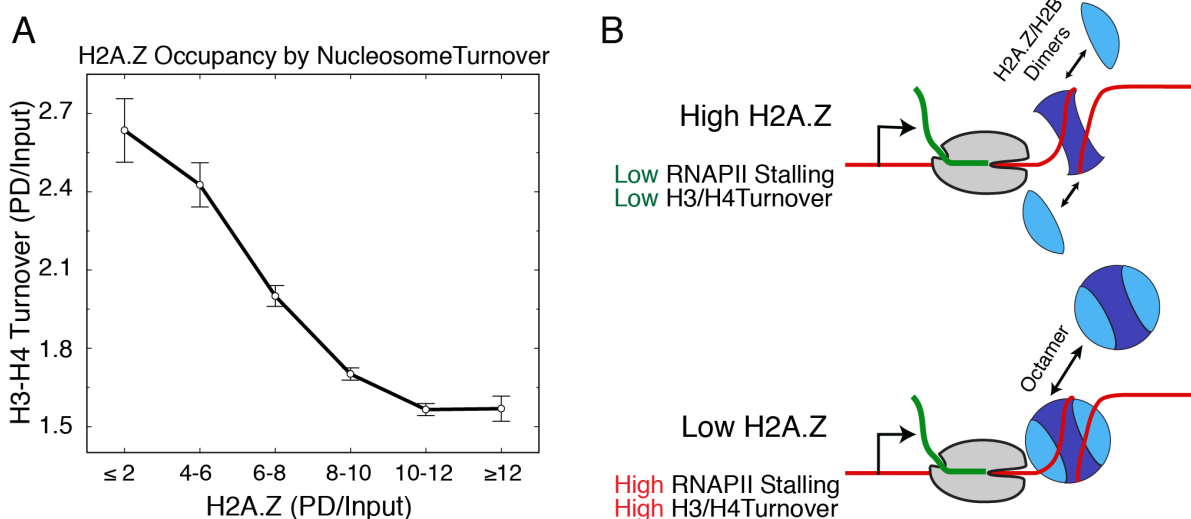 A
H2A.Z Occupancy by NucleosomeTurnover
H3-H4 Turnover (PD/Input)
2.7
2.4
2.1
1.8
1.5
≤ 2
4-6
6-8
8-10
10-12
≥12
H2A.Z (PD/Input)
B
H2A.Z/H2B
Dimers
High H2A.Z
Low RNAPII Stalling
Low H3/H4Turnover
Octamer
Low H2A.Z
High RNAPII Stalling
High H3/H4Turnover